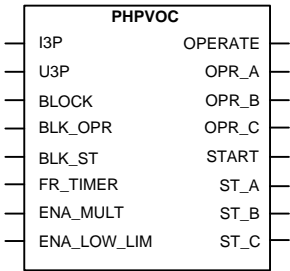 PHPVOC
I3P OPERATE
U3P OPR_A
BLOCK OPR_B
BLK_OPR OPR_C
BLK_ST START
FR_TIMER ST_A
ENA_MULT ST_B
ENA_LOW_LIM ST_C